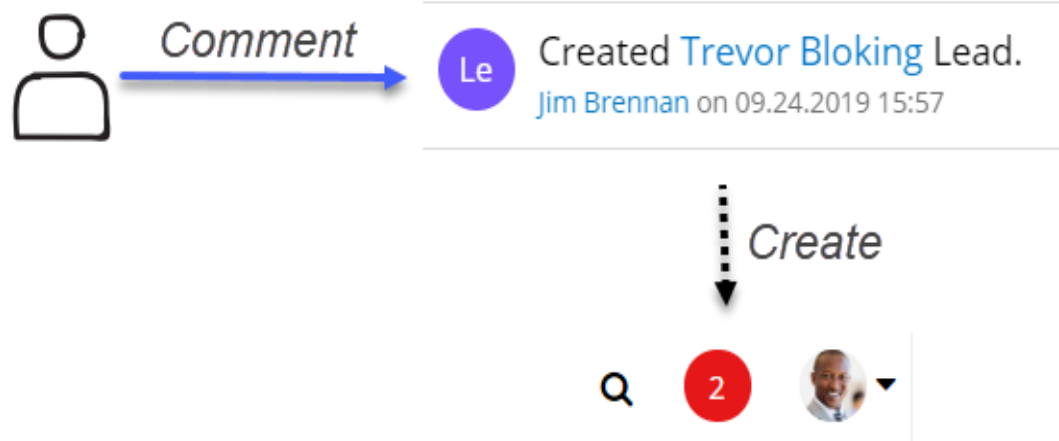 Comment
Le
Created Trevor Bloking Lead.
Jim Brennan on 09.24.2019 15:57
Create
2